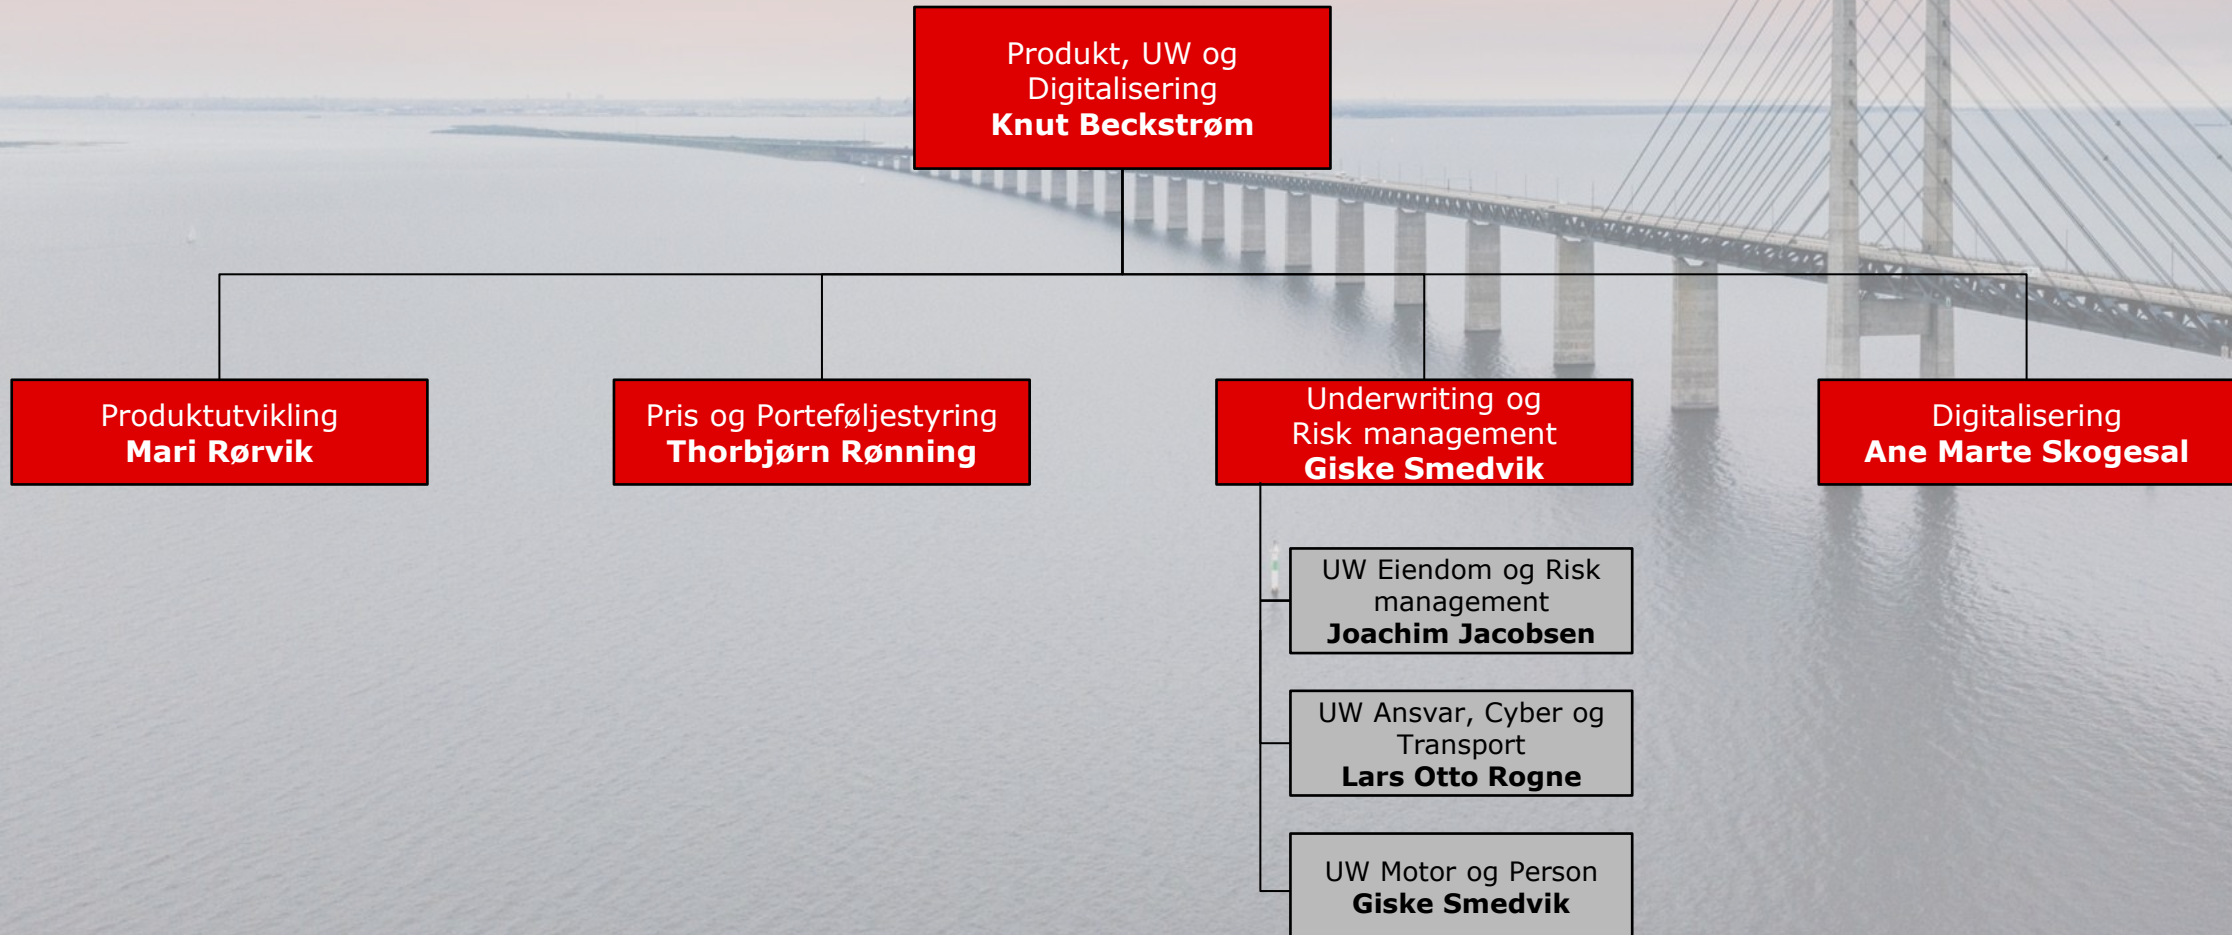 Produkt, UW og
Digitalisering
Knut Beckstrøm
Produktutvikling
Mari Rørvik
Pris og Porteføljestyring
Thorbjørn Rønning
Underwriting og
Risk management
Giske Smedvik
Digitalisering
Ane Marte Skogesal
UW Eiendom og Risk
management
Joachim Jacobsen
UW Ansvar, Cyber og
Transport
Lars Otto Rogne
UW Motor og Person
Giske Smedvik